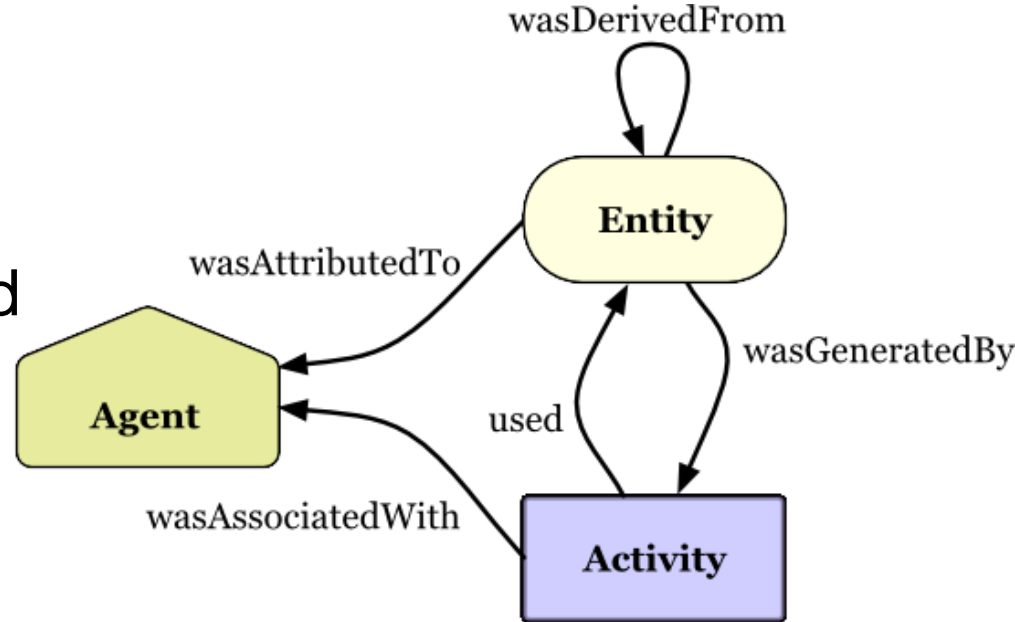 wasDerivedFrom
Entity
wasAttributedTo
d
wasGeneratedBy
Agent
used
wasAssociatedWith
Activity